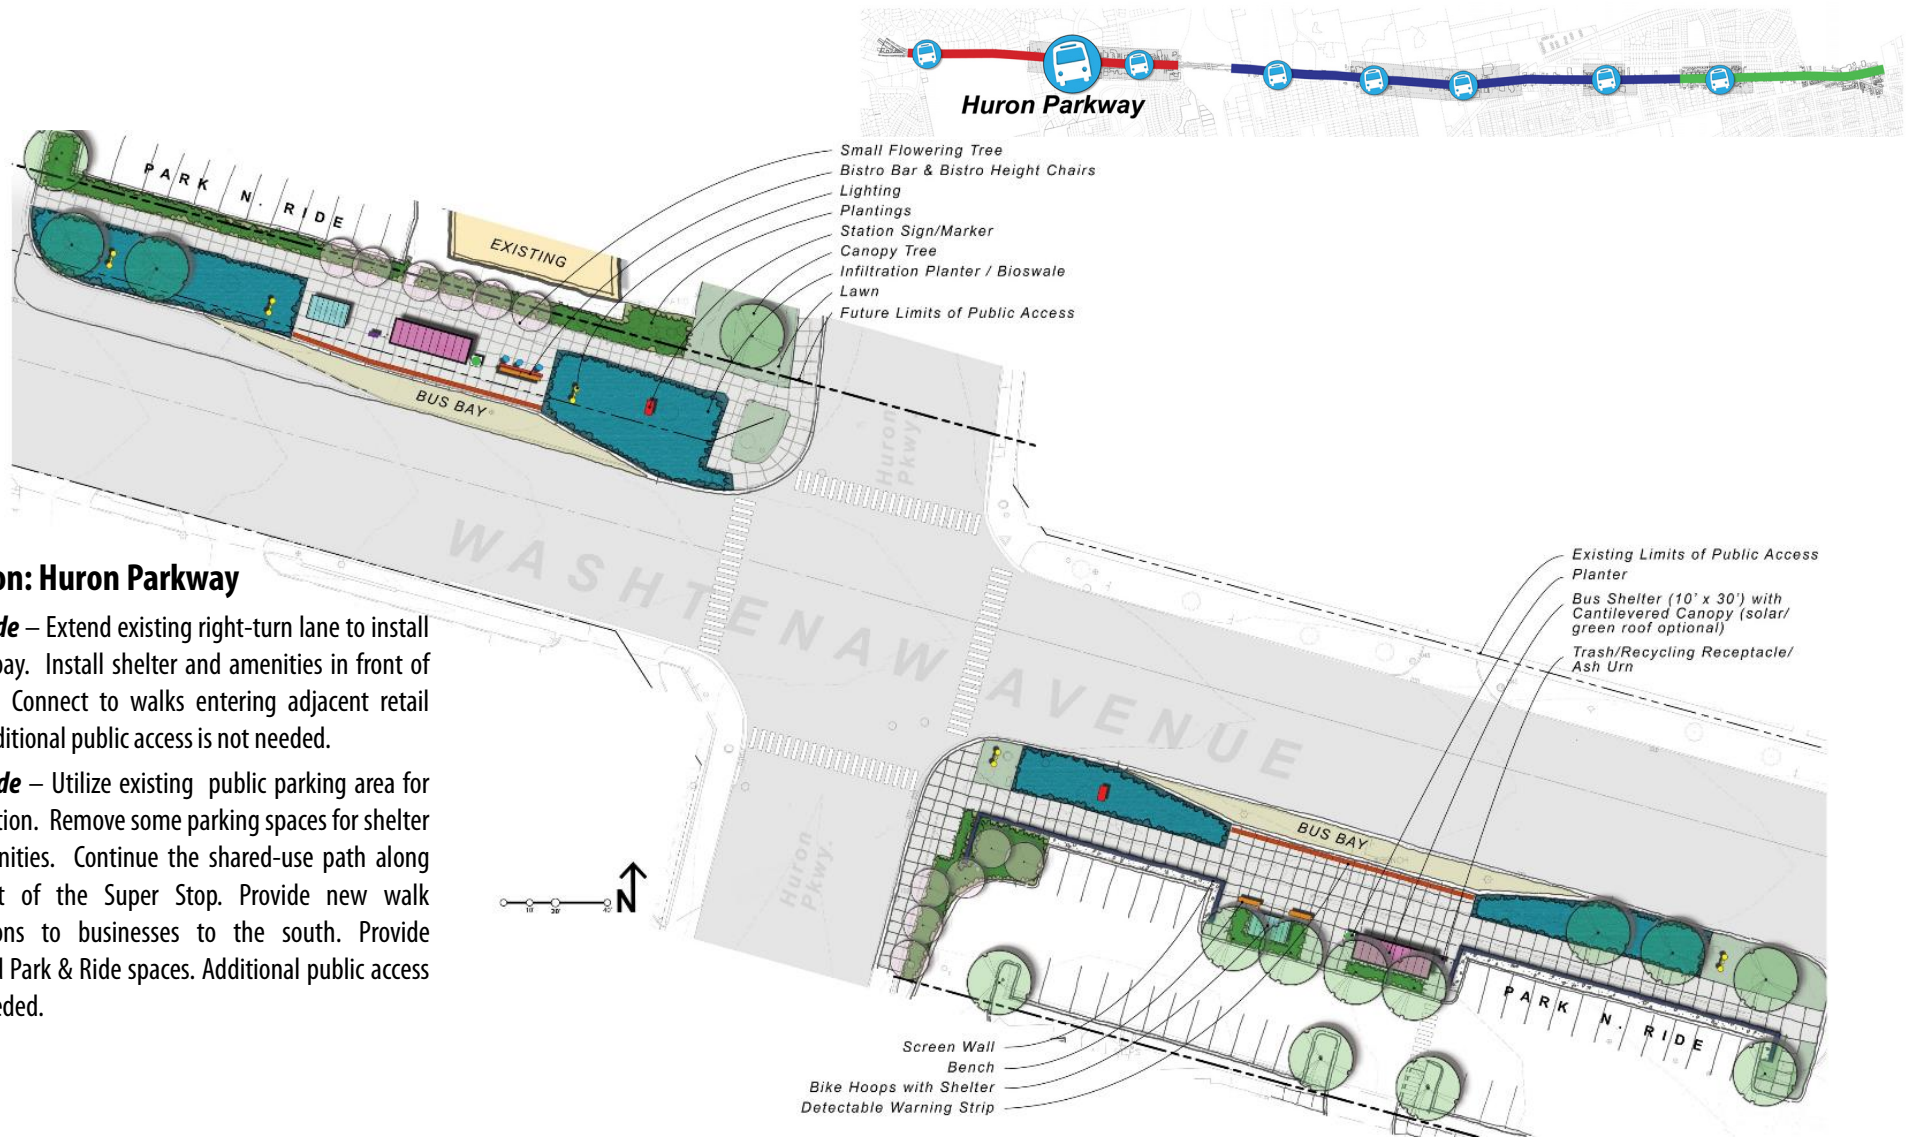 Huron Parkway
PARK N. RIDE
EXISTING
BUS BAY
Small Flowering Tree
Bistro Bar & Bistro Height Chairs
Lighting
Plantings
Station Sign/Marker
Canopy Tree
Infiltration Planter / Bioswale
Lawn
Future Limits of Public Access
Huron
Pkwy.
WASHTENAW AVENUE
on: Huron Parkway
de – Extend existing right-turn lane to install
bay. Install shelter and amenities in front of
Connect to walks entering adjacent retail
ditional public access is not needed.
de – Utilize existing public parking area for
tion. Remove some parking spaces for shelter
nities. Continue the shared-use path along
t of the Super Stop. Provide new walk
ons to businesses to the south. Provide
d Park & Ride spaces. Additional public access
eded.
Existing Limits of Public Access
Planter
Bus Shelter (10' x 30') with
Cantilevered Canopy (solar/
green roof optional)
Trash/Recycling Receptacle/
Ash Urn
BUS BAY
Huron
Pkwy.
10' 20' 40'
N
PARK N. RIDE
Screen Wall
Bench
Bike Hoops with Shelter
Detectable Warning Strip